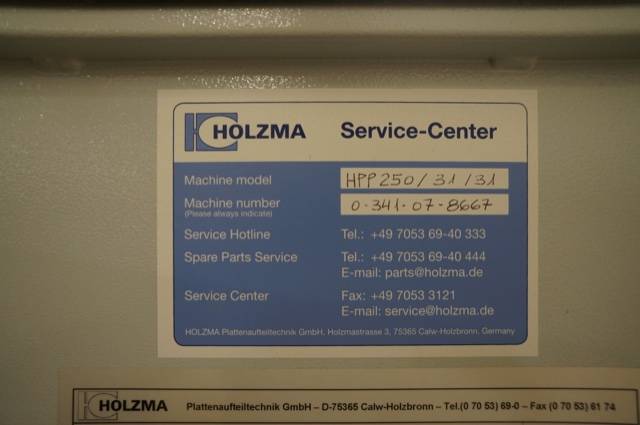 HOLZMA Service-Center
Machine model HPP250/31/31
Machine number 0-341-07-8667
(Please always indicate)
Service Hotline Tel.: +49 7053 69-40 333
Spare Parts Service Tel.: +49 7053 69-40 444
E-mail: parts@holzma.de
Service Center Fax: +49 7053 3121
E-mail: service@holzma.de
HOLZMA Plattenaufteiltechnik GmbH, Holzmastrasse 3, 75365 Calw-Holzbronn, Germany
HOLZMA Plattenaufteiltechnik GmbH – D-75365 Calw-Holzbronn – Tel.(0 70 53) 69-0 – Fax (0 70 53) 61 74